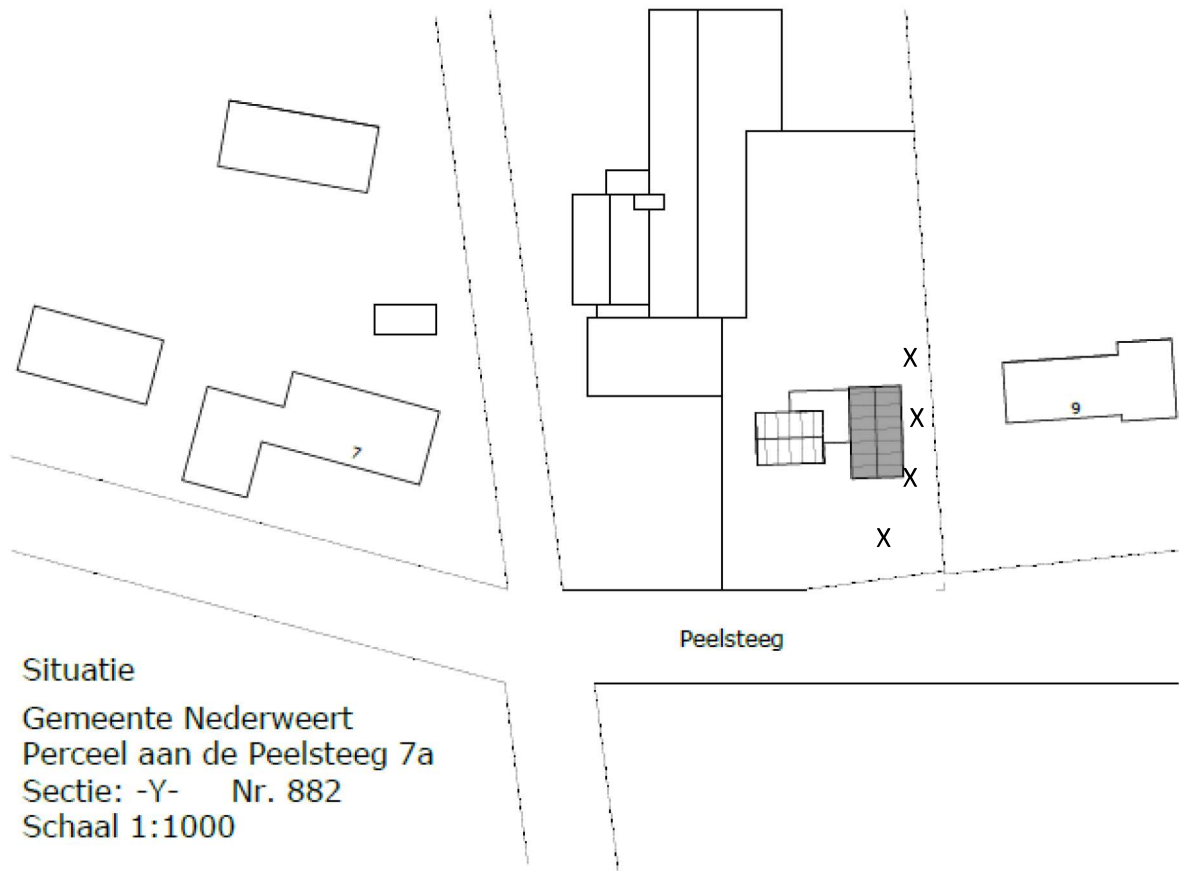 X
9
X
7
X
X
Peelsteeg
Situatie
Gemeente Nederweert
Perceel aan de Peelsteeg 7a
Sectie: -Y- Nr. 882
Schaal 1:1000